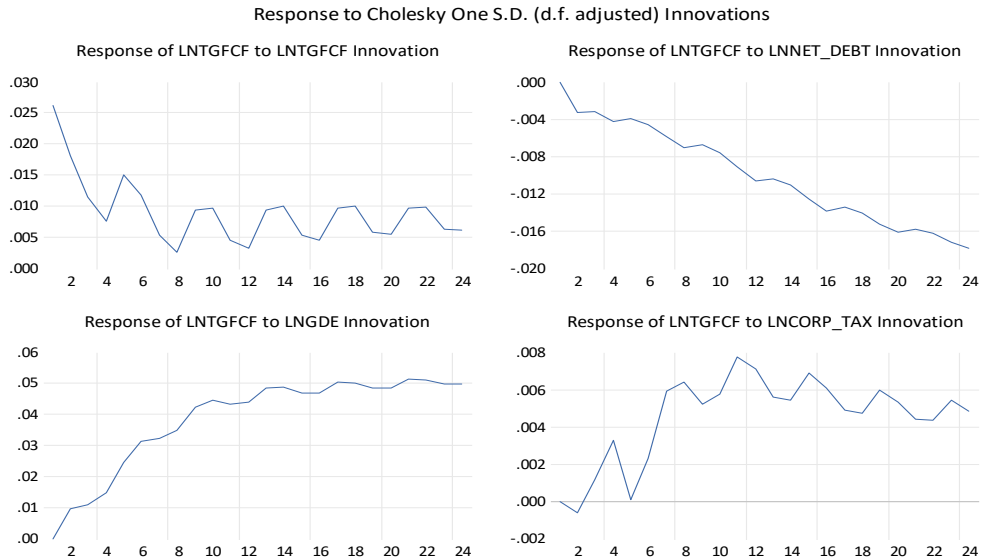 Response to Cholesky One S.D. (d.f. adjusted) Innovations
Response of LNTGFCF to LNTGFCF Innovation
.030
.025
.020
.015
.010
.005
.000
2 4 6 8 10 12 14 16 18 20 22 24
Response of LNTGFCF to LNNET_DEBT Innovation
.000
-.004
-.008
-.012
-.016
-.020
2 4 6 8 10 12 14 16 18 20 22 24
Response of LNTGFCF to LNGDE Innovation
.06
.05
.04
.03
.02
.01
.00
2 4 6 8 10 12 14 16 18 20 22 24
Response of LNTGFCF to LNCORP_TAX Innovation
.008
.006
.004
.002
.000
-.002
2 4 6 8 10 12 14 16 18 20 22 24